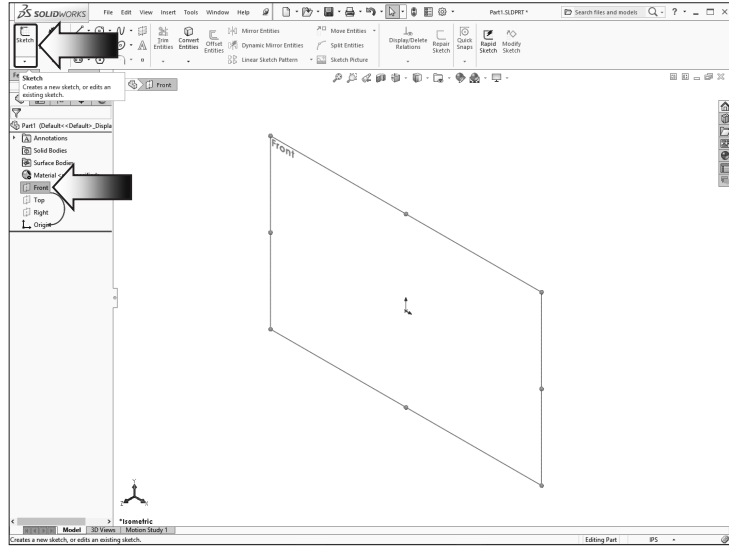 SOLIDWORKS File Edit View Insert Tools Window Help Part1.SLDPRT * Search files and models ?
Sketch Trim Entities Convert Entities Offset Entities Mirror Entities Dynamic Mirror Entities Linear Sketch Pattern Move Entities Split Entities Sketch Picture Display/Delete Relations Repair Sketch Quick Snaps Rapid Sketch Modify Sketch
Sketch
Creates a new sketch, or edits an
existing sketch.
Front
Part1 (Default<<Default>_Displa
Annotations
Solid Bodies
Surface Bodies
Material
Front
Top
Right
Origin
Front
Y
Z X
*Isometric
Model 3D Views Motion Study 1
Creates a new sketch, or edits an existing sketch. Editing Part IPS